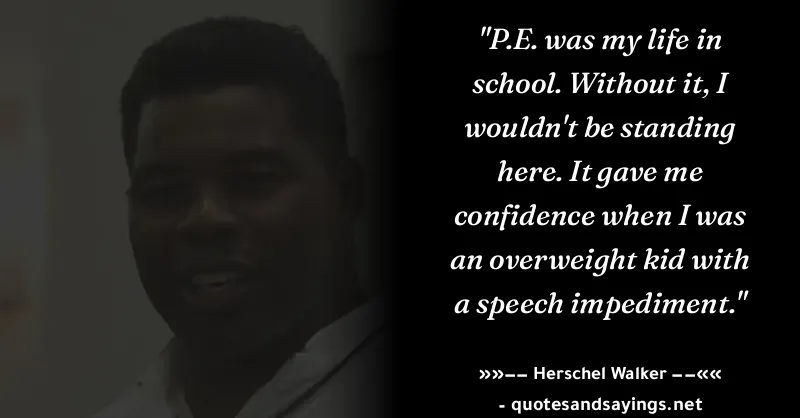 "P.E. was my life in
school. Without it, I
wouldn't be standing
here. It gave me
confidence when I was
an overweight kid with
a speech impediment."
»»–– Herschel Walker ––««
- quotesandsayings.net